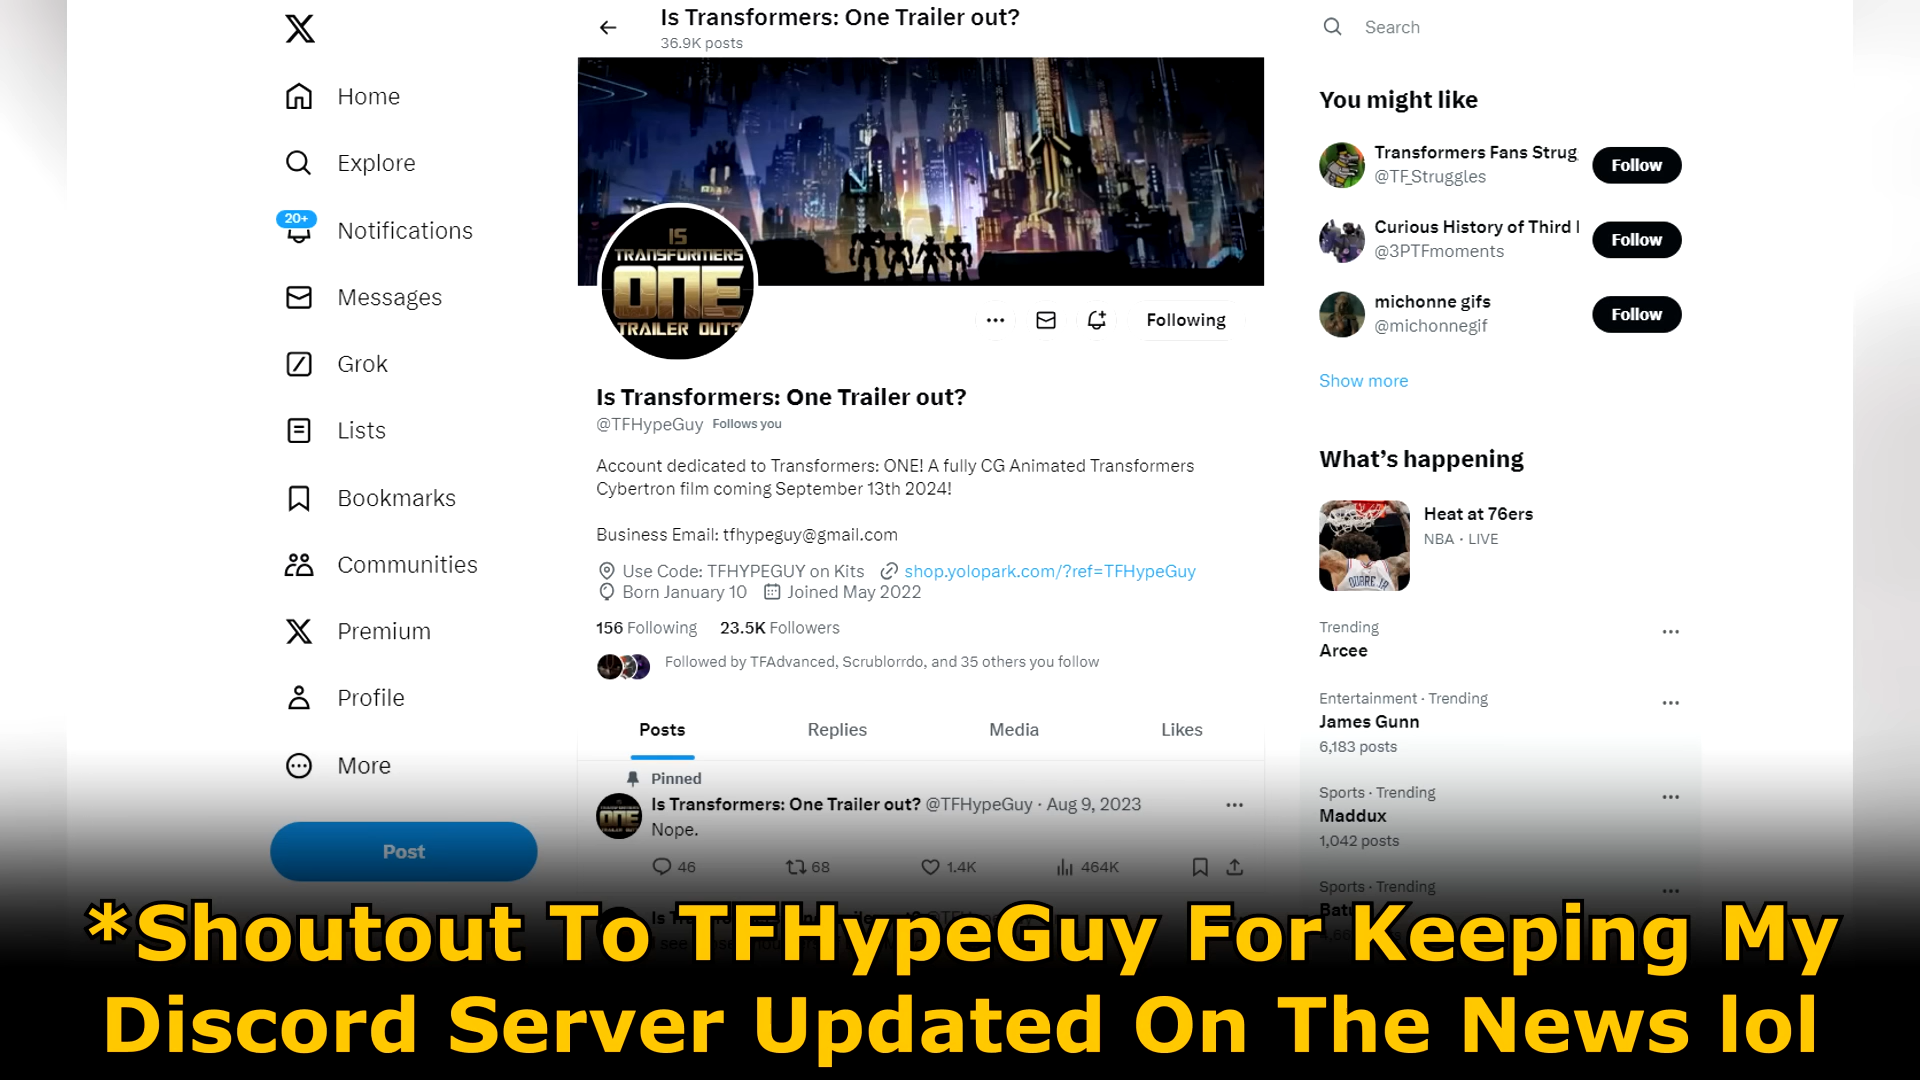 Home
Explore
20+
Notifications
Messages
Grok
Lists
Bookmarks
Communities
Premium
Profile
More
Post
Is Transformers: One Trailer out?
36.9K posts
IS
TRANSFORMERS
ONE
TRAILER OUT?
Following
Is Transformers: One Trailer out?
@TFHypeGuy Follows you
Account dedicated to Transformers: ONE! A fully CG Animated Transformers
Cybertron film coming September 13th 2024!
Business Email: tfhypeguy@gmail.com
Use Code: TFHYPEGUY on Kits shop.yolopark.com/?ref=TFHypeGuy
Born January 10 Joined May 2022
156 Following 23.5K Followers
Followed by TFAdvanced, Scrublorrdo, and 35 others you follow
Posts Replies Media Likes
Pinned
Is Transformers: One Trailer out? @TFHypeGuy · Aug 9, 2023
Nope.
46 68 1.4K 464K
Search
You might like
Transformers Fans Strug
@TF_Struggles
Follow
Curious History of Third
@3PTFmoments
Follow
michonne gifs
@michonnegif
Follow
Show more
What's happening
Heat at 76ers
NBA · LIVE
OUBRE JR.
Trending
Arcee
Entertainment · Trending
James Gunn
6,183 posts
Sports · Trending
Maddux
1,042 posts
Sports · Trending
*Shoutout To TFHypeGuy For Keeping My
Discord Server Updated On The News lol